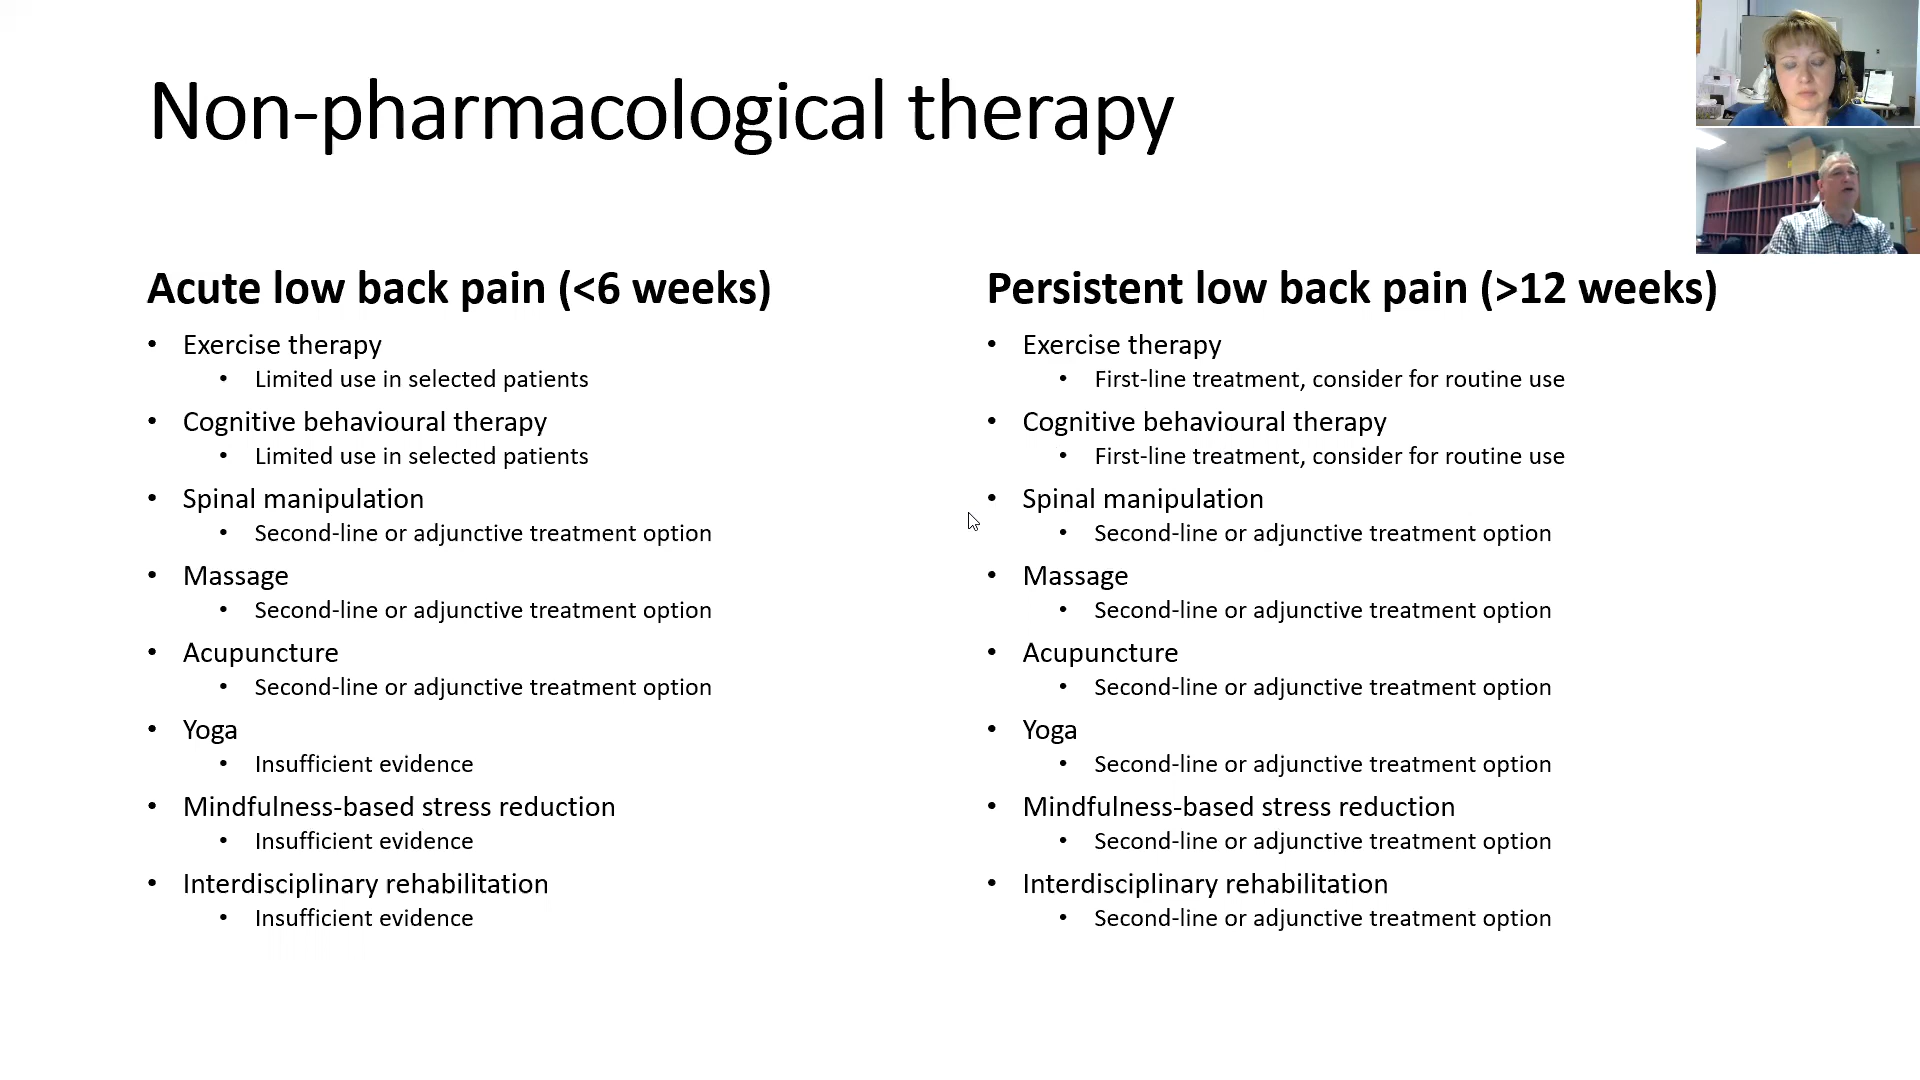 Non-pharmacological therapy
Acute low back pain (<6 weeks)
• Exercise therapy
• Limited use in selected patients
• Cognitive behavioural therapy
• Limited use in selected patients
• Spinal manipulation
• Second-line or adjunctive treatment option
• Massage
• Second-line or adjunctive treatment option
• Acupuncture
• Second-line or adjunctive treatment option
• Yoga
• Insufficient evidence
• Mindfulness-based stress reduction
• Insufficient evidence
• Interdisciplinary rehabilitation
• Insufficient evidence
Persistent low back pain (>12 weeks)
• Exercise therapy
• First-line treatment, consider for routine use
• Cognitive behavioural therapy
• First-line treatment, consider for routine use
• Spinal manipulation
• Second-line or adjunctive treatment option
• Massage
• Second-line or adjunctive treatment option
• Acupuncture
• Second-line or adjunctive treatment option
• Yoga
• Second-line or adjunctive treatment option
• Mindfulness-based stress reduction
• Second-line or adjunctive treatment option
• Interdisciplinary rehabilitation
• Second-line or adjunctive treatment option